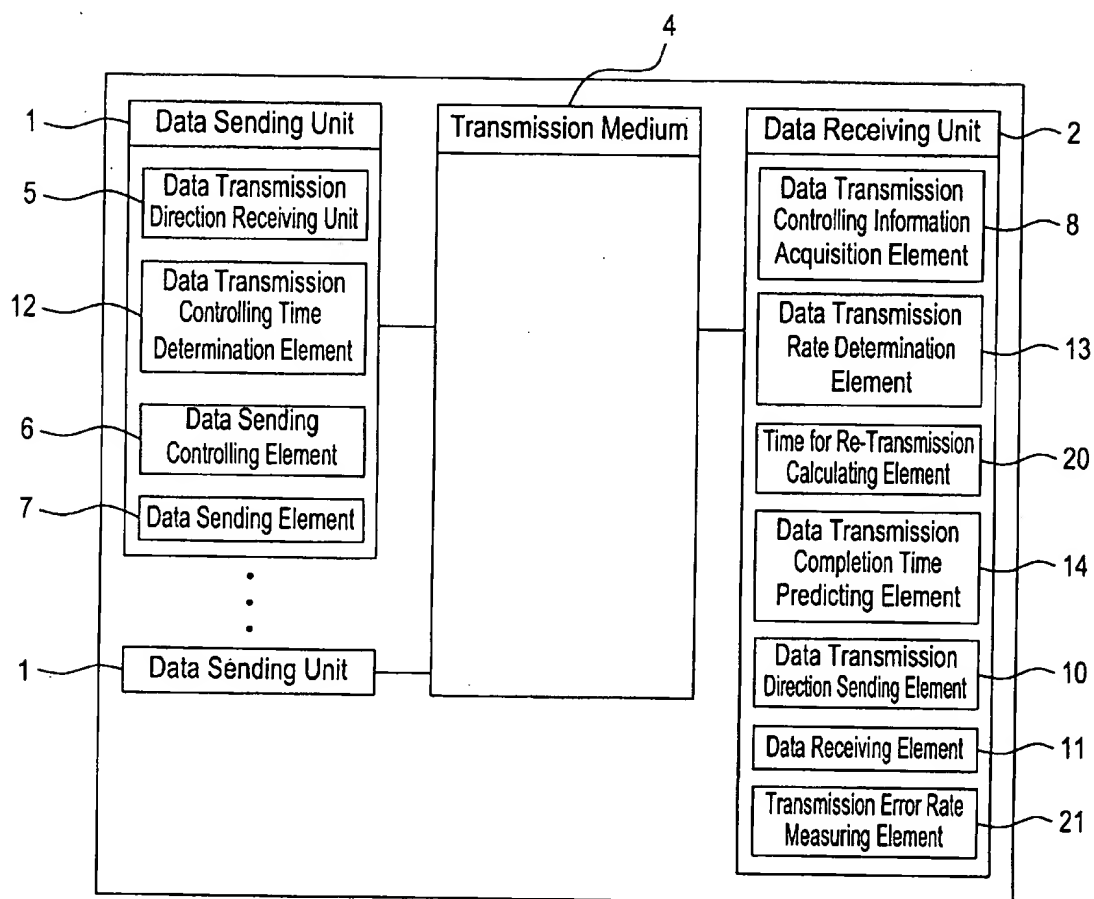 4
1
Data Sending Unit
Transmission Medium
Data Receiving Unit
2
5
Data Transmission
Direction Receiving Unit
12
Data Transmission
Controlling Time
Determination Element
6
Data Sending
Controlling Element
7
Data Sending Element
1
Data Sending Unit
Data Transmission
Controlling Information
Acquisition Element
8
Data Transmission
Rate Determination
Element
13
Time for Re-Transmission
Calculating Element
20
Data Transmission
Completion Time
Predicting Element
14
Data Transmission
Direction Sending Element
10
Data Receiving Element
11
Transmission Error Rate
Measuring Element
21